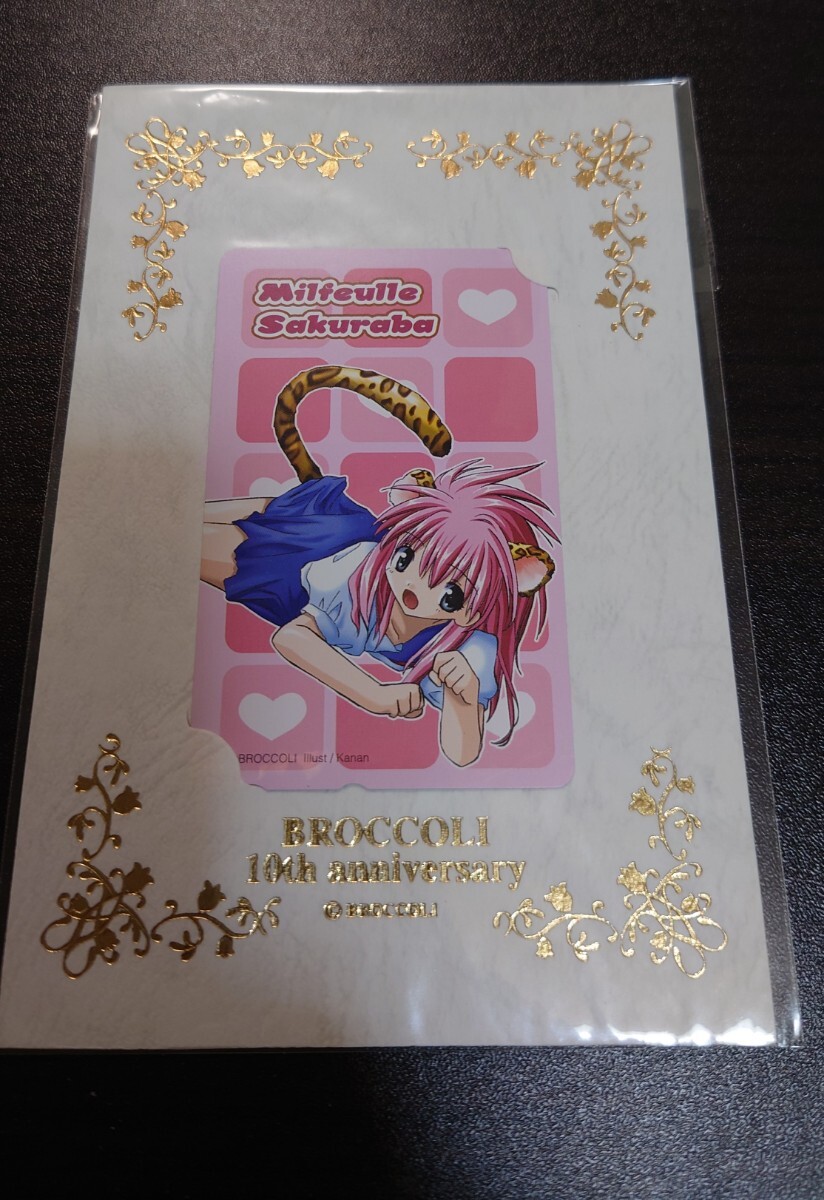 Milfeulle
Sakuraba
BROCCOLI Illust / Kanan
BROCCOLI
10th anniversary
© BROCCOLI